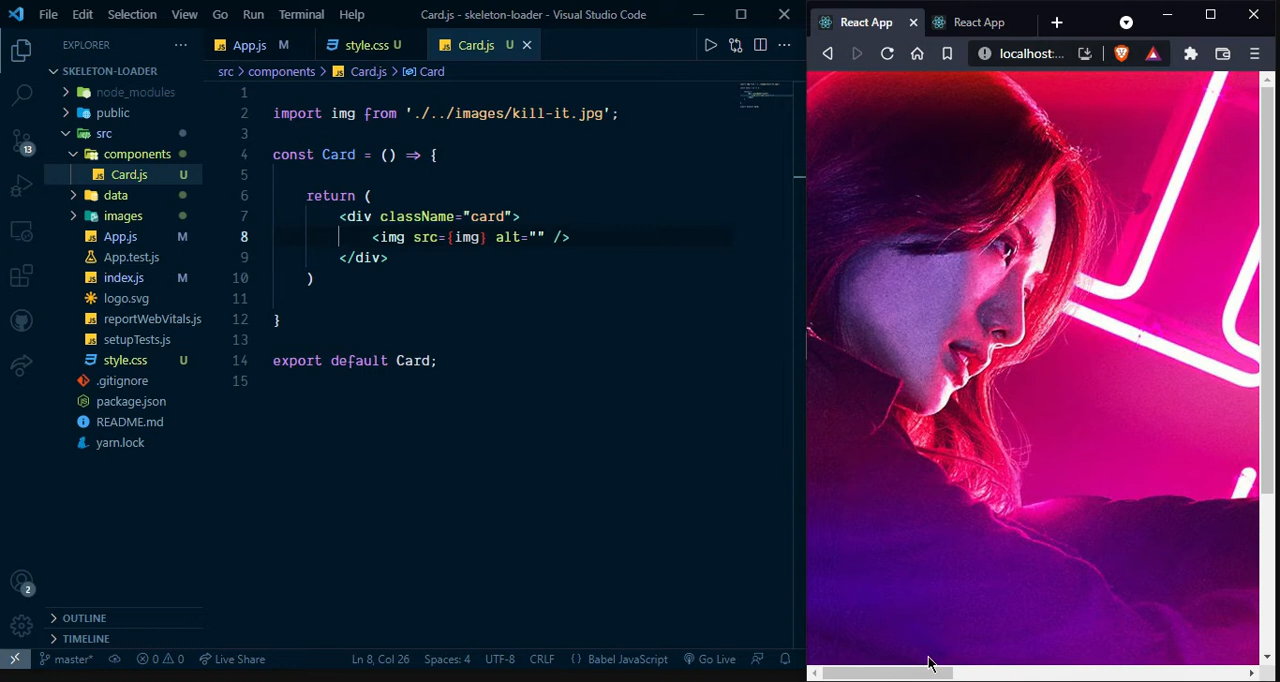 File Edit Selection View Go Run Terminal Help Card.js - skeleton-loader - Visual Studio Code
EXPLORER
SKELETON-LOADER
node_modules
public
src
components
Card.js U
data
images
App.js M
App.test.js
index.js M
logo.svg
reportWebVitals.js
setupTests.js
style.css U
.gitignore
package.json
README.md
yarn.lock
OUTLINE
TIMELINE
13
2
App.js M style.css U Card.js U
src > components > Card.js > Card
1
2 import img from './../images/kill-it.jpg';
3
4 const Card = () => {
5
6 return (
7 <div className="card">
8 <img src={img} alt="" />
9 </div>
10 )
11
12 }
13
14 export default Card;
15
master* 0 0 Live Share Ln 8, Col 26 Spaces: 4 UTF-8 CRLF {} Babel JavaScript Go Live
React App React App
localhost:...